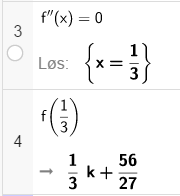 3
f''(x) = 0
Løs: {x = 1/3}
4
f(1/3)
→ 1/3 k + 56/27